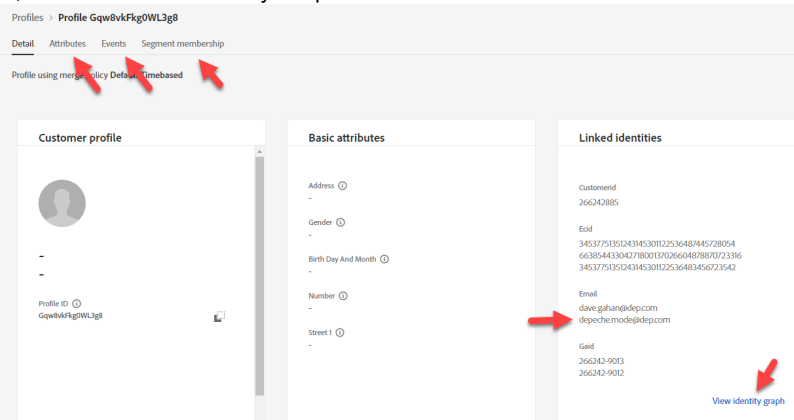 Profiles > Profile Gqw8vkFkg0WL3g8
Detail Attributes Events Segment membership
Profile using merge policy Default Timebased
Customer profile
-
-
Profile ID
Gqw8vkFkg0WL3g8
Basic attributes
Address
-
Gender
-
Birth Day And Month
-
Number
-
Street 1
-
Linked identities
Customerid
266242885
Ecid
34537751351243145301122536487445728054
66385443304271800137026604878870723316
34537751351243145301122536483456723542
Email
dave.gahan@dep.com
depeche.mode@dep.com
Gaid
266242-9013
266242-9012
View identity graph